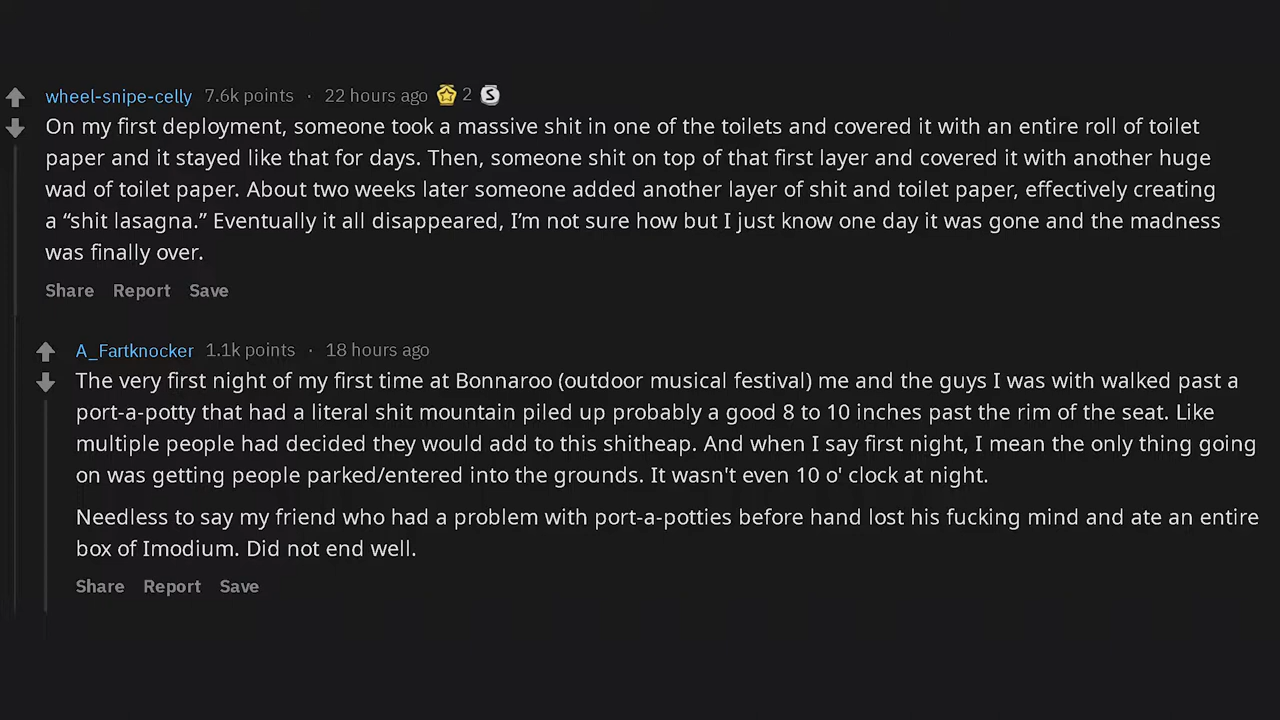 wheel-snipe-celly 7.6k points · 22 hours ago 2 S
On my first deployment, someone took a massive shit in one of the toilets and covered it with an entire roll of toilet
paper and it stayed like that for days. Then, someone shit on top of that first layer and covered it with another huge
wad of toilet paper. About two weeks later someone added another layer of shit and toilet paper, effectively creating
a “shit lasagna.” Eventually it all disappeared, I’m not sure how but I just know one day it was gone and the madness
was finally over.
Share Report Save
A_Fartknocker 1.1k points · 18 hours ago
The very first night of my first time at Bonnaroo (outdoor musical festival) me and the guys I was with walked past a
port-a-potty that had a literal shit mountain piled up probably a good 8 to 10 inches past the rim of the seat. Like
multiple people had decided they would add to this shitheap. And when I say first night, I mean the only thing going
on was getting people parked/entered into the grounds. It wasn't even 10 o' clock at night.
Needless to say my friend who had a problem with port-a-potties before hand lost his fucking mind and ate an entire
box of Imodium. Did not end well.
Share Report Save